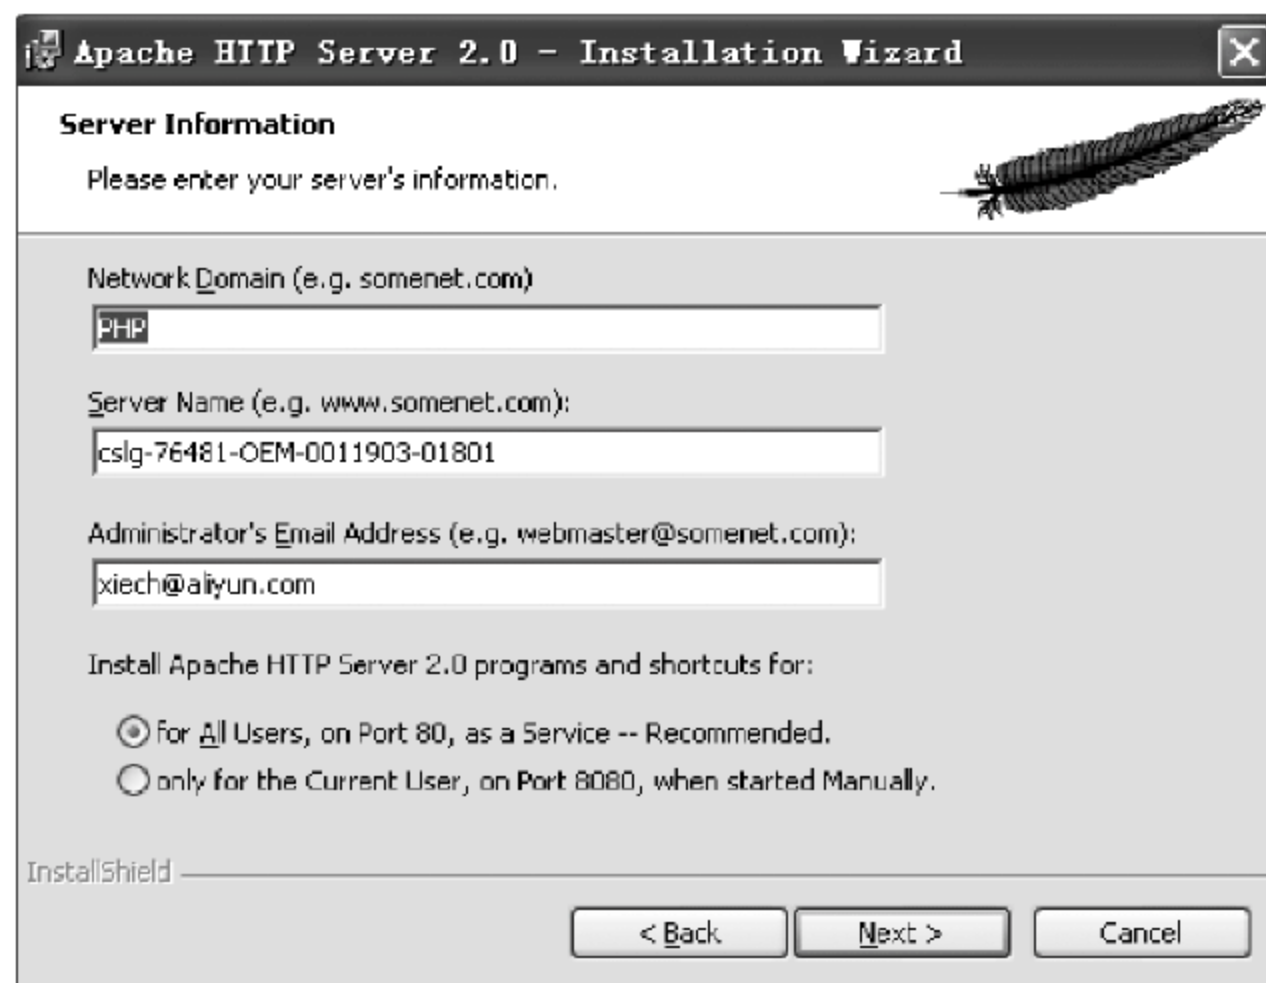 Apache HTTP Server 2.0 - Installation Wizard
Server Information
Please enter your server's information.
Network Domain (e.g. somenet.com)
PHP
Server Name (e.g. www.somenet.com):
cslg-76481-OEM-0011903-01801
Administrator's Email Address (e.g. webmaster@somenet.com):
xiech@aliyun.com
Install Apache HTTP Server 2.0 programs and shortcuts for:
for All Users, on Port 80, as a Service -- Recommended.
only for the Current User, on Port 8080, when started Manually.
InstallShield
< Back Next > Cancel